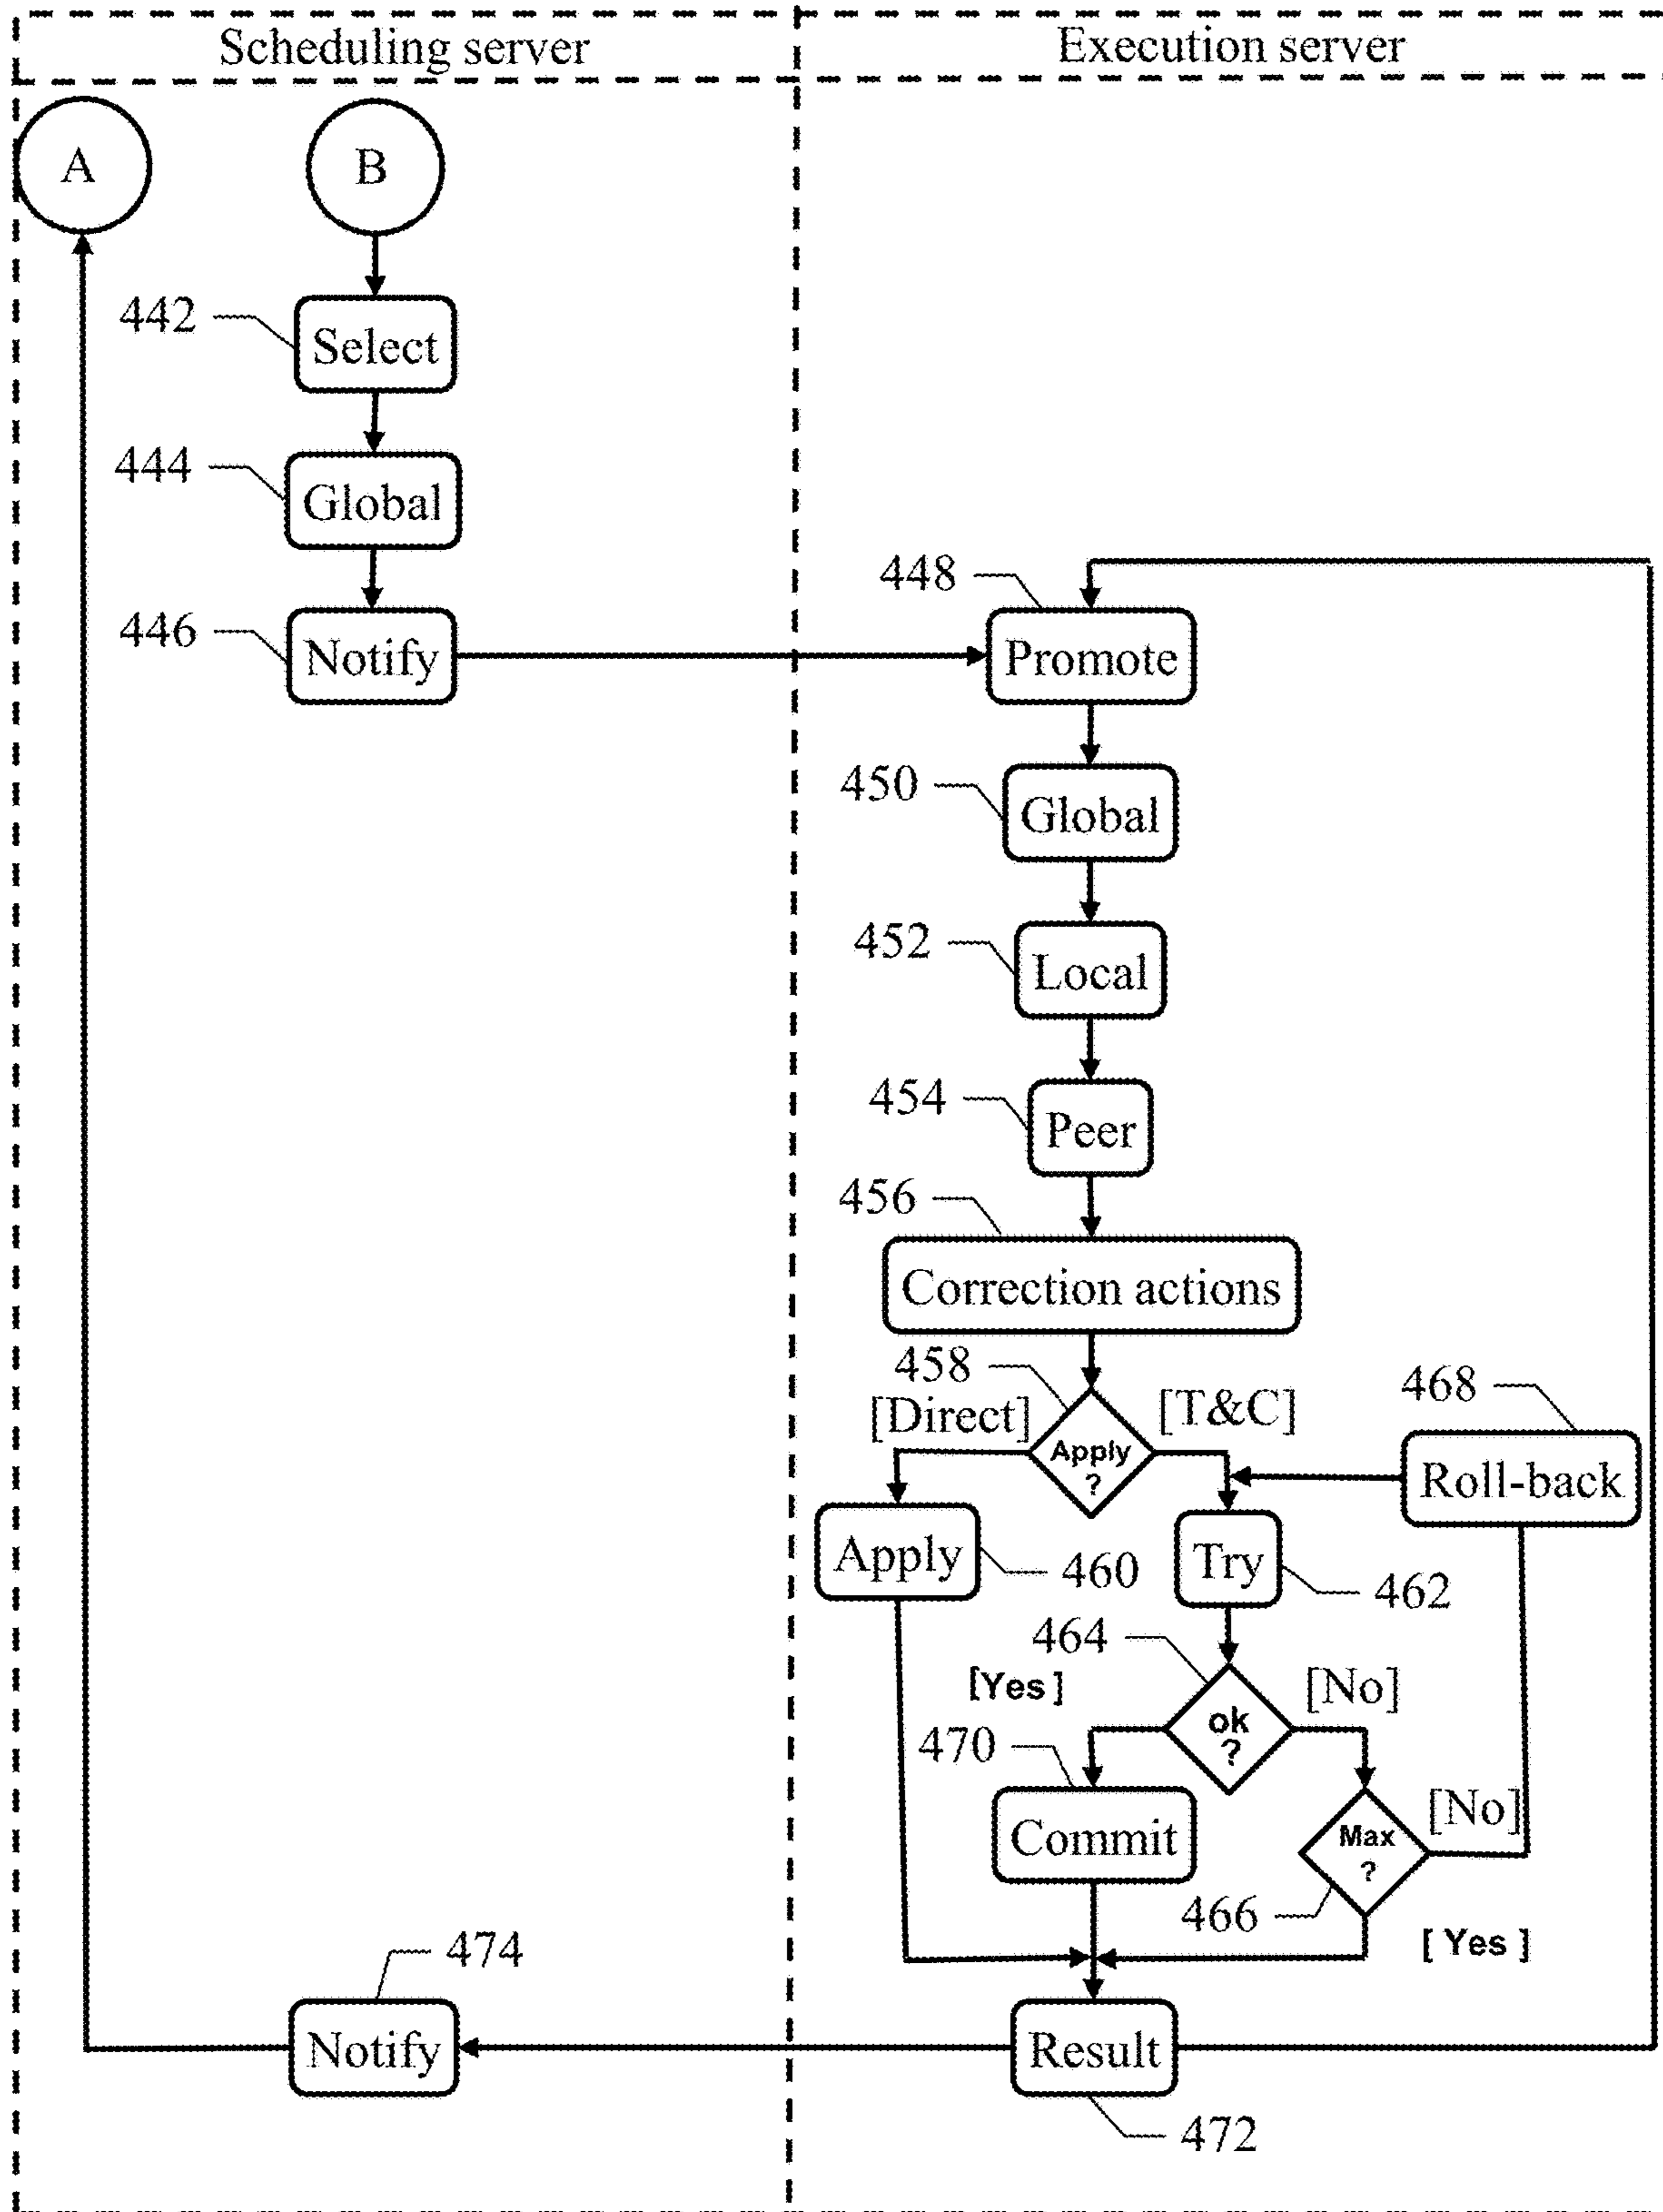 Scheduling server
Execution server
A
B
442
Select
444
Global
446
Notify
448
Promote
450
Global
452
Local
454
Peer
456
Correction actions
458
[Direct]
[T&C]
Apply
?
468
Roll-back
Apply
460
Try
462
464
[Yes ]
[No]
ok
?
470
Commit
[No]
Max
?
466
[ Yes ]
474
Notify
Result
472